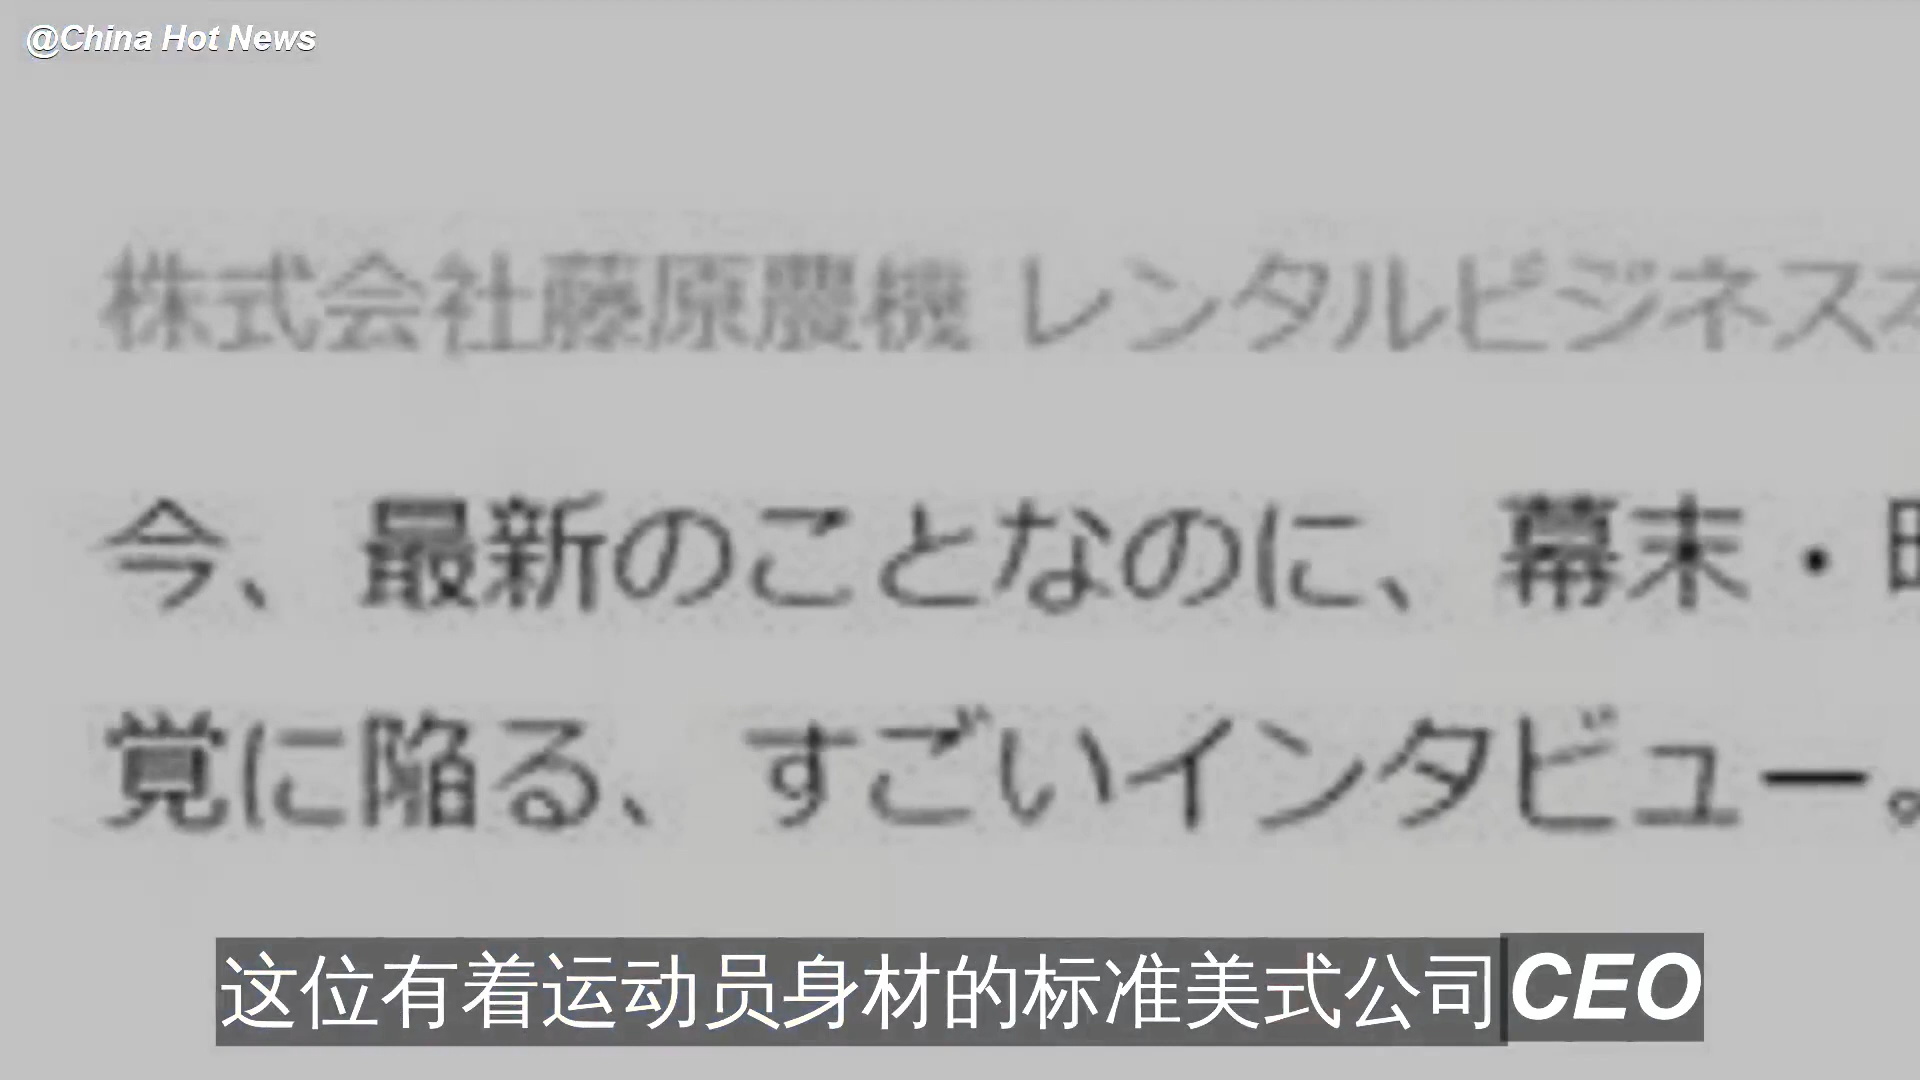 @China Hot News
株式会社藤原農機 レンタルビジネス
今、最新のことなのに、幕末・
覚に陥る、すごいインタビュー。
这位有着运动员身材的标准美式公司CEO